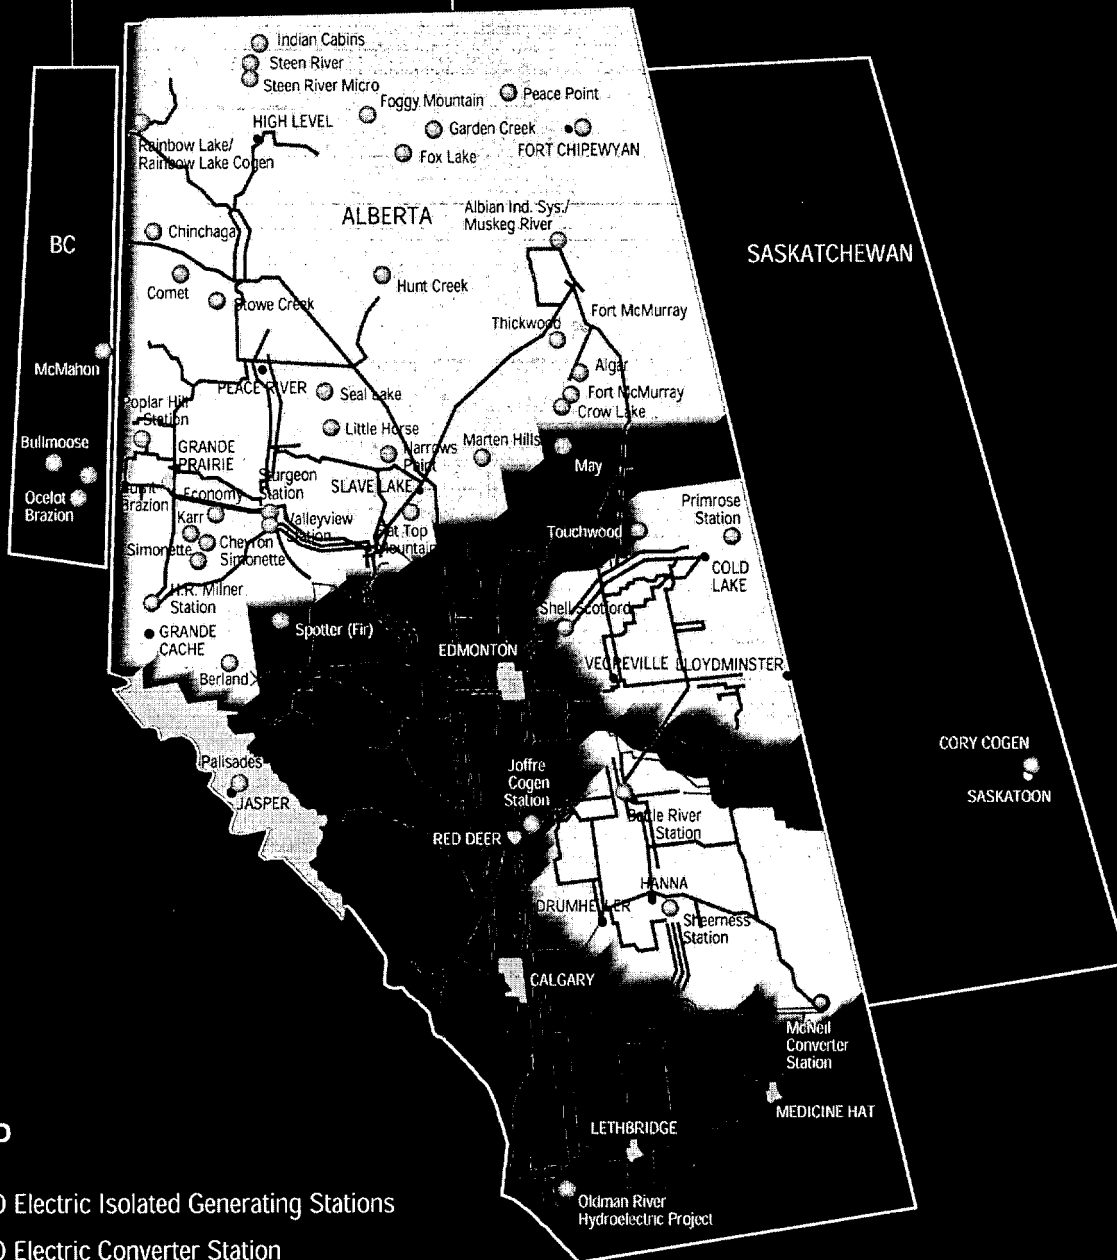 Indian Cabins
Steen River
Steen River Micro
Foggy Mountain
Peace Point
HIGH LEVEL
Garden Creek
Rainbow Lake/
Rainbow Lake Cogen
Fox Lake
FORT CHIPEWYAN
ALBERTA
Albian Ind. Sys./
Muskeg River
Chinchaga
BC
SASKATCHEWAN
Comet
Hunt Creek
Stowe Creek
Fort McMurray
Thickwood
McMahon
Algar
PEACE RIVER
Seal Lake
Fort McMurray
Crow Lake
Poplar Hill
Station
Little Horse
Bullmoose
GRANDE
PRAIRIE
Narrows
Point
Marten Hills
May
Sturgeon
Station
SLAVE LAKE
Ocelot
Brazion
Brazion
Economy
Primrose
Station
Karr
Valleyview
Station
Flat Top
Mountain
Touchwood
Simonette
Chevron
Simonette
COLD
LAKE
H.R. Milner
Station
Shell Scotford
GRANDE
CACHE
Spotter (Fir)
EDMONTON
VEGREVILLE
LLOYDMINSTER
Berland
CORY COGEN
Palisades
Joffre
Cogen
Station
JASPER
SASKATOON
Battle River
Station
RED DEER
HANNA
DRUMHELLER
Sheerness
Station
CALGARY
McNeil
Converter
Station
MEDICINE HAT
LETHBRIDGE
Oldman River
Hydroelectric Project
D
O Electric Isolated Generating Stations
O Electric Converter Station